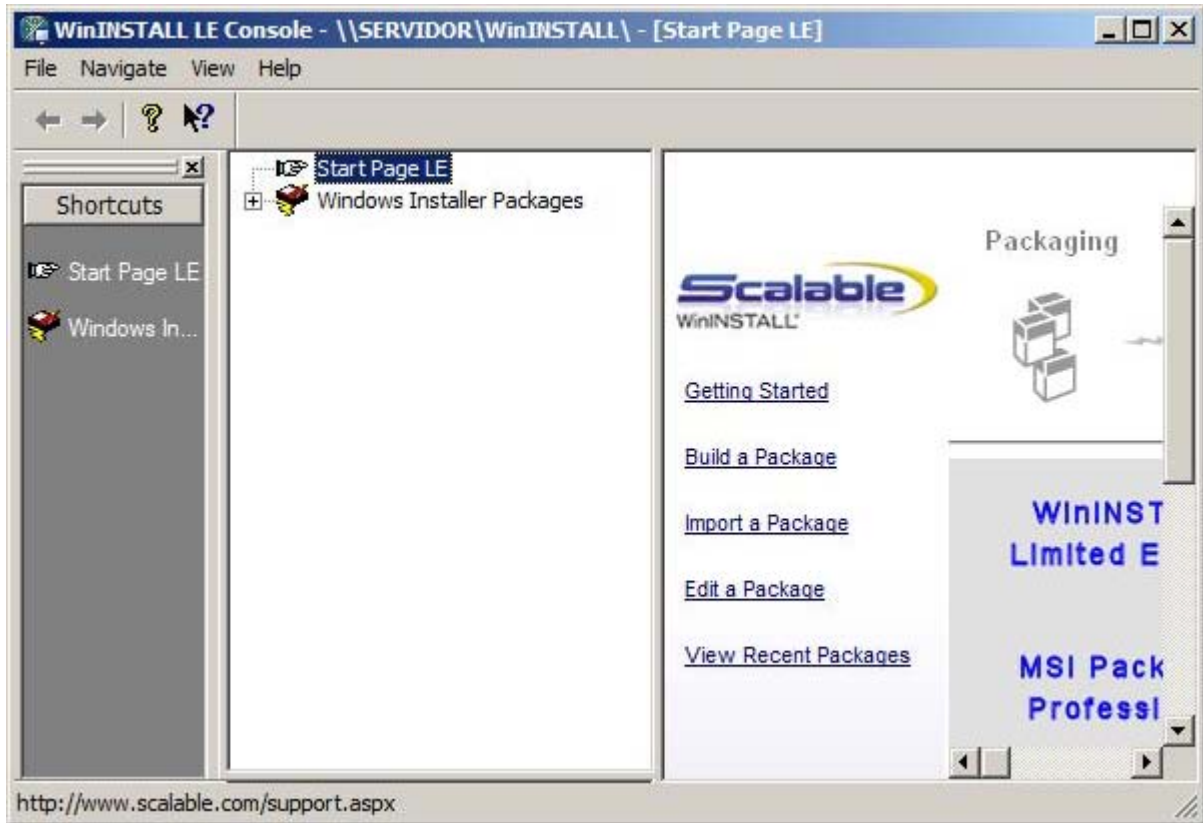 WinINSTALL LE Console - \\SERVIDOR\WinINSTALL\ - [Start Page LE]
File Navigate View Help
Shortcuts
Start Page LE
Windows In...
Start Page LE
Windows Installer Packages
Scalable
WinINSTALL
Getting Started
Build a Package
Import a Package
Edit a Package
View Recent Packages
Packaging
WinINST
Limited E
MSI Pack
Professi
http://www.scalable.com/support.aspx